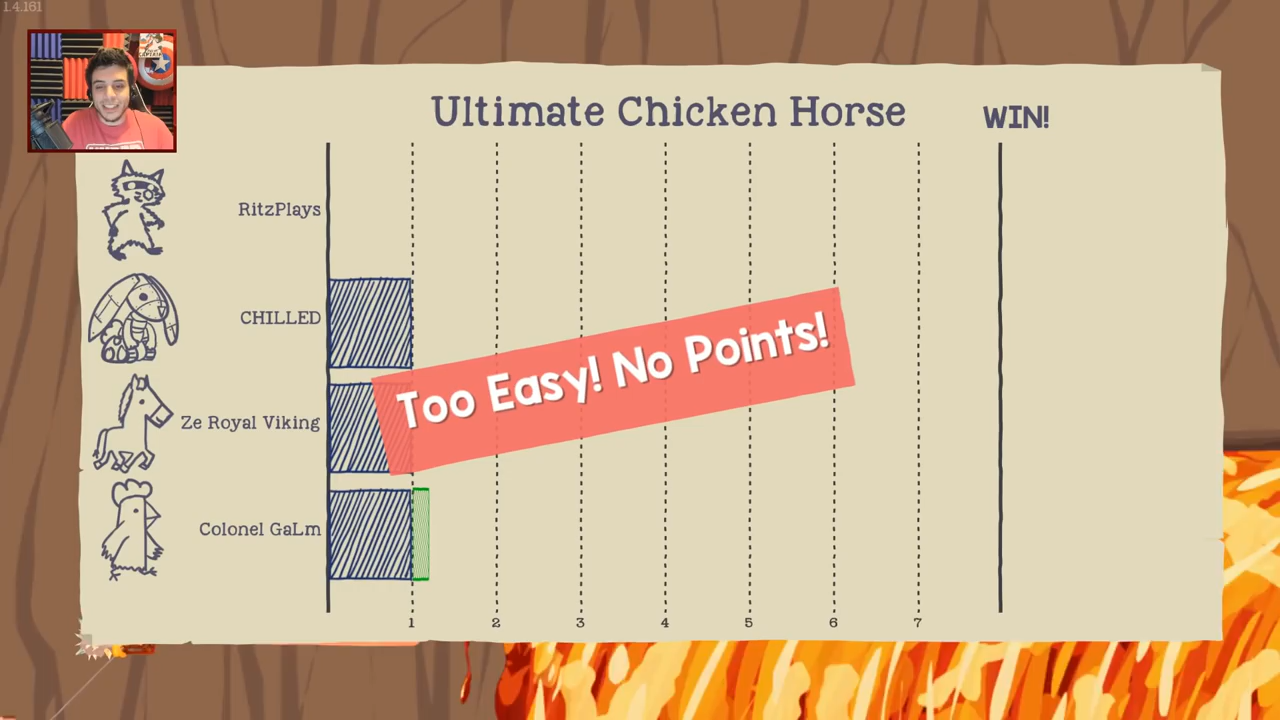 1.4.161
Ultimate Chicken Horse
WIN!
RitzPlays
CHILLED
Too Easy! No Points!
Ze Royal Viking
Colonel GaLm
1 2 3 4 5 6 7